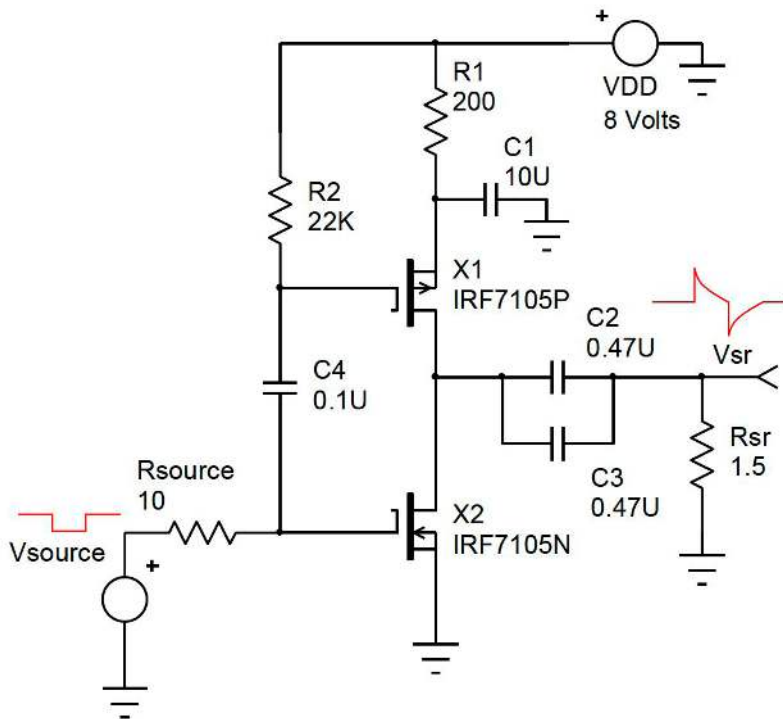 +
VDD
8 Volts
R1
200
C1
10U
R2
22K
X1
IRF7105P
C2
0.47U
Vsr
C4
0.1U
Rsr
1.5
C3
0.47U
Rsource
10
X2
IRF7105N
Vsource
+